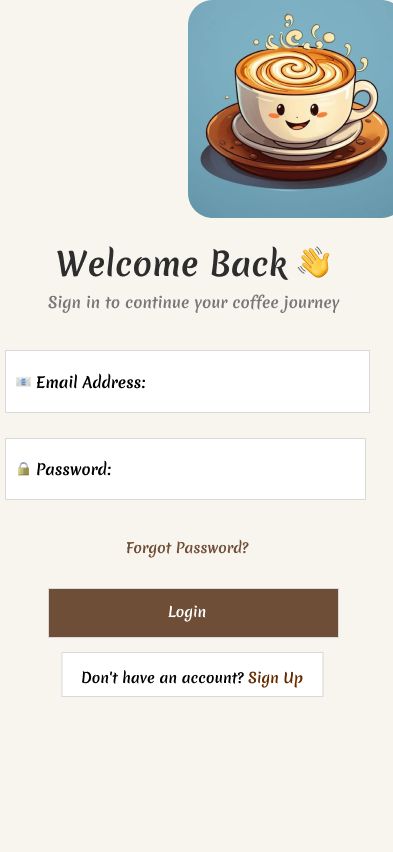 Welcome Back 👋
Sign in to continue your coffee journey
📧 Email Address:
🔒 Password:
Forgot Password?
Login
Don't have an account? Sign Up